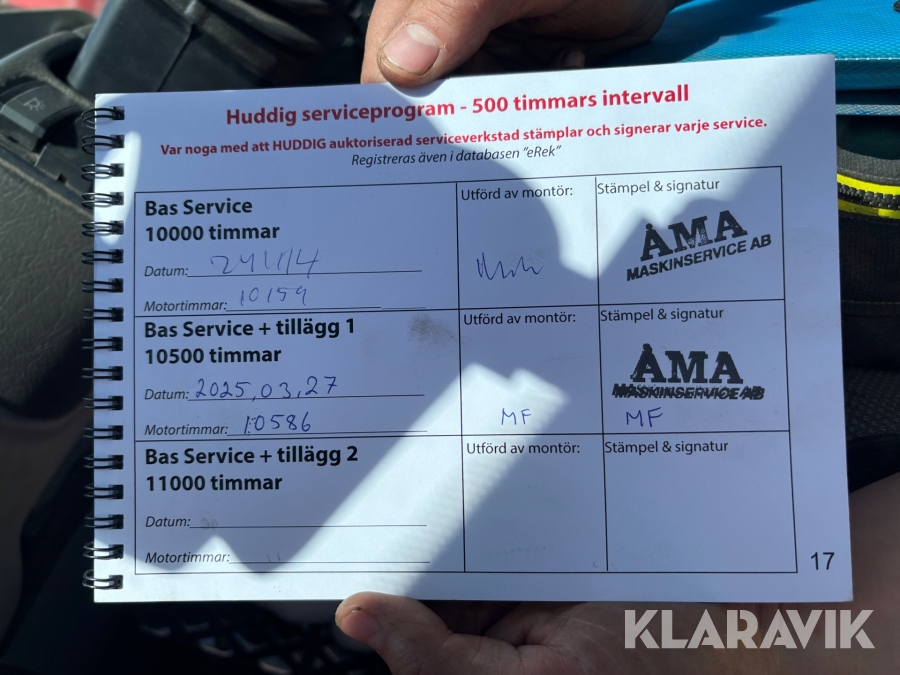 Huddig serviceprogram - 500 timmars intervall
Var noga med att HUDDIG auktoriserad serviceverkstad stämplar och signerar varje service.
Registreras även i databasen "eRek"
Bas Service
10000 timmar
Datum:
Motortimmar: 10159
Utförd av montör:
Stämpel & signatur
ÅMA
MASKINSERVICE AB
Bas Service + tillägg 1
10500 timmar
Datum: 2025,03,27
Motortimmar: 10586
Utförd av montör:
MF
Stämpel & signatur
ÅMA
MASKINSERVICE AB
MF
Bas Service + tillägg 2
11000 timmar
Datum:
Motortimmar:
Utförd av montör:
Stämpel & signatur
17
KLARAVIK